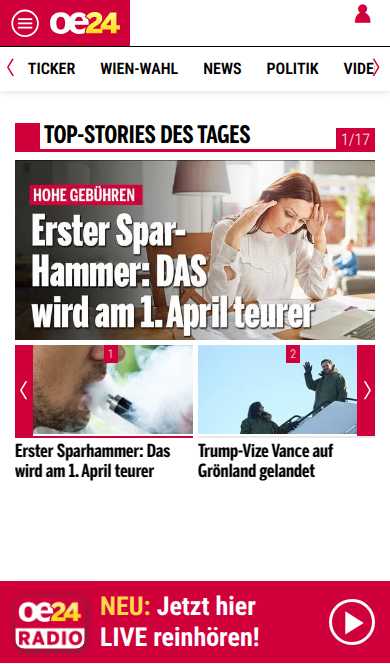 oe24
TICKER WIEN-WAHL NEWS POLITIK VIDE
TOP-STORIES DES TAGES 1/17
HOHE GEBÜHREN
Erster Spar-
Hammer: DAS
wird am 1. April teurer
1 2
Erster Sparhammer: Das
wird am 1. April teurer
Trump-Vize Vance auf
Grönland gelandet
oe24
RADIO
NEU: Jetzt hier
LIVE reinhören!